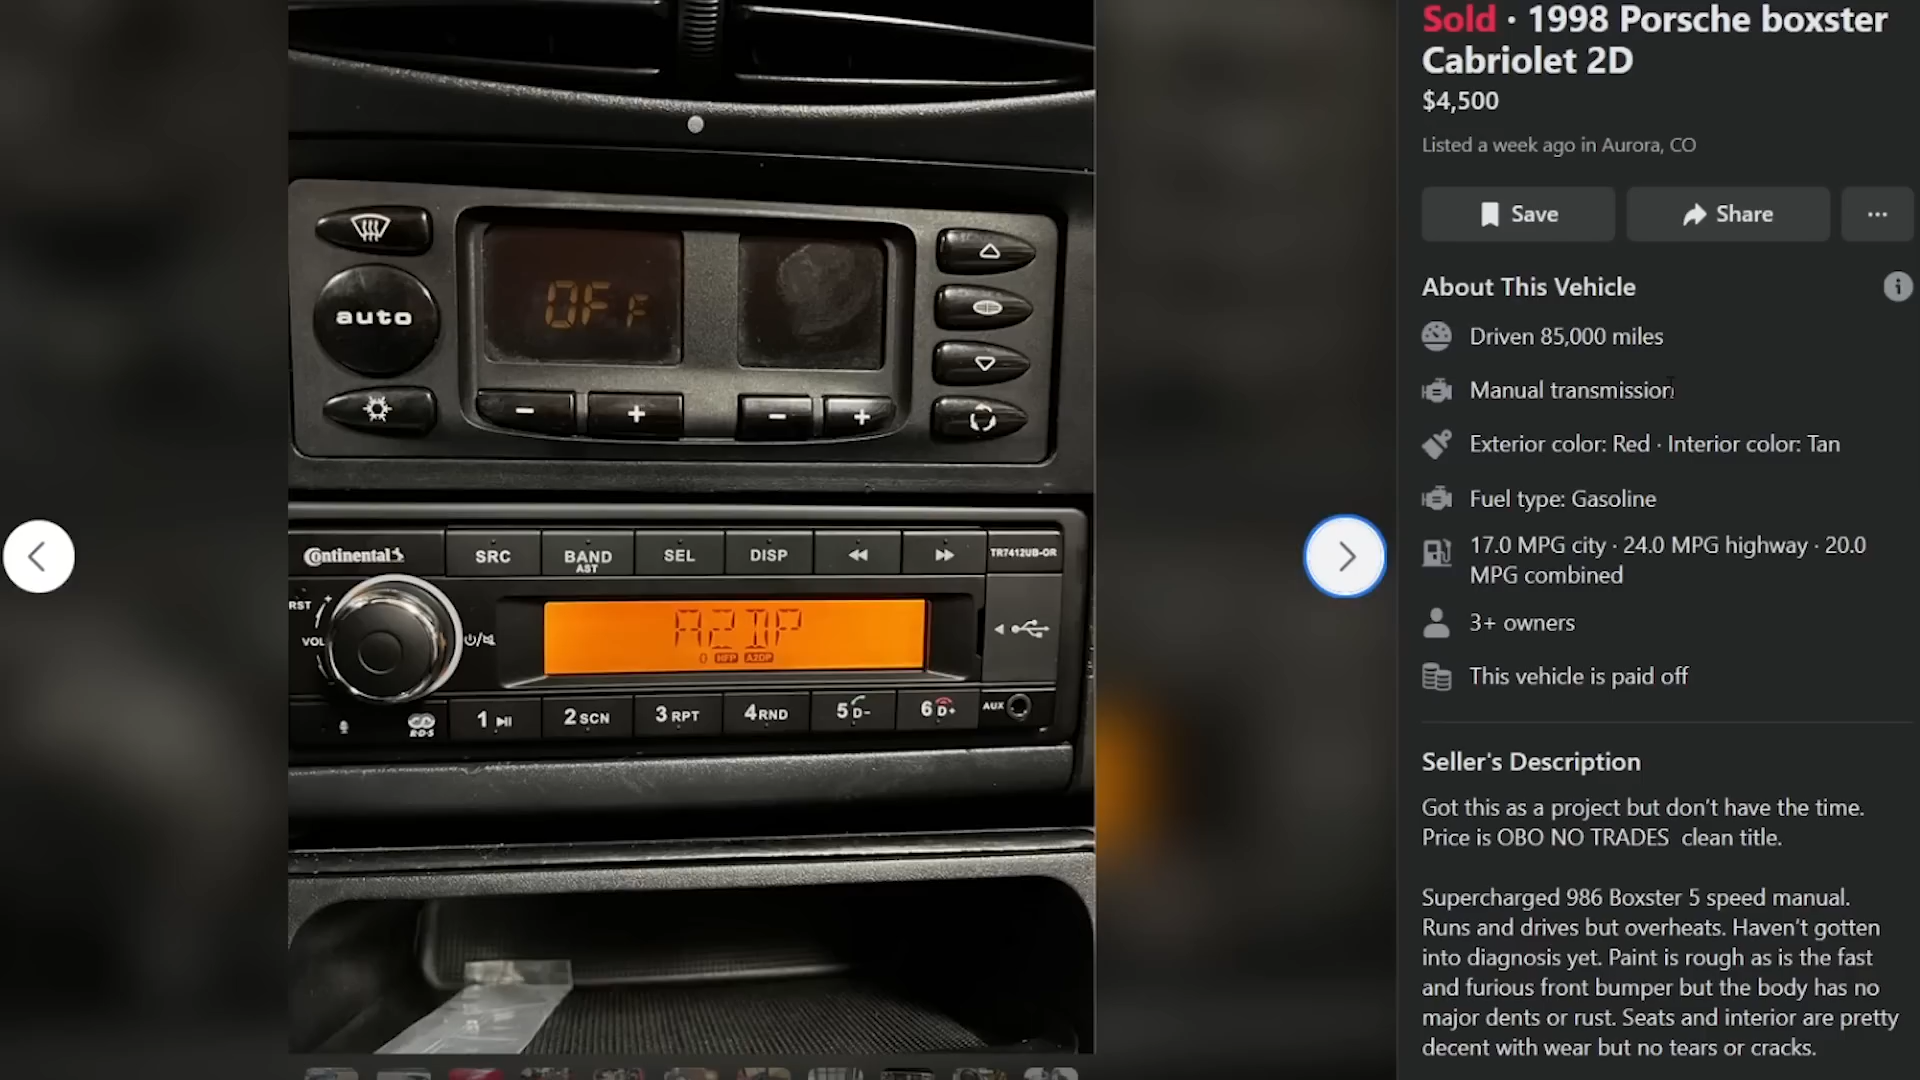 Sold · 1998 Porsche boxster
Cabriolet 2D
$4,500
Listed a week ago in Aurora, CO
Save
Share
About This Vehicle
Driven 85,000 miles
Manual transmission
Exterior color: Red · Interior color: Tan
Fuel type: Gasoline
17.0 MPG city · 24.0 MPG highway · 20.0
MPG combined
3+ owners
This vehicle is paid off
Seller's Description
Got this as a project but don't have the time.
Price is OBO NO TRADES clean title.
Supercharged 986 Boxster 5 speed manual.
Runs and drives but overheats. Haven't gotten
into diagnosis yet. Paint is rough as is the fast
and furious front bumper but the body has no
major dents or rust. Seats and interior are pretty
decent with wear but no tears or cracks.
OFF
auto
- + - +
Continental SRC BAND SEL DISP TR7412UB-OR
AST
RST
VOL
A2DP
HFP A2DP
RDS 1 2 SCN 3 RPT 4 RND 5 D- 6 D+ AUX